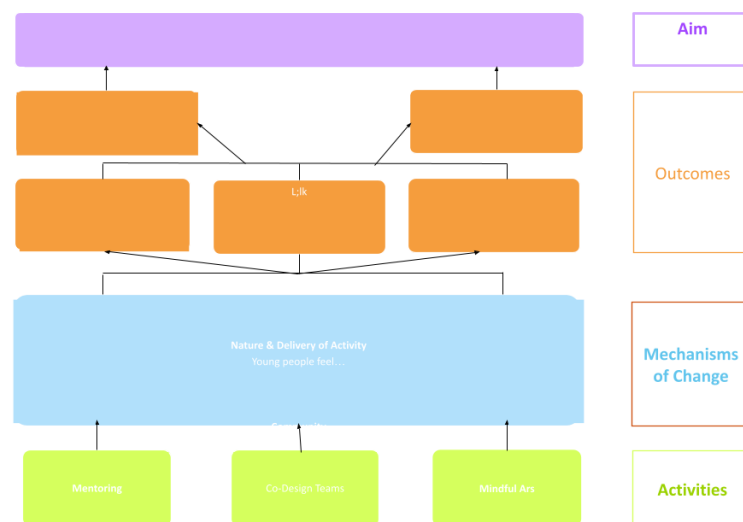 Aim
Outcomes
L;lk
Nature & Delivery of Activity
Young people feel…
Mechanisms
of Change
Mentoring
Co-Design Teams
Mindful Ars
Activities